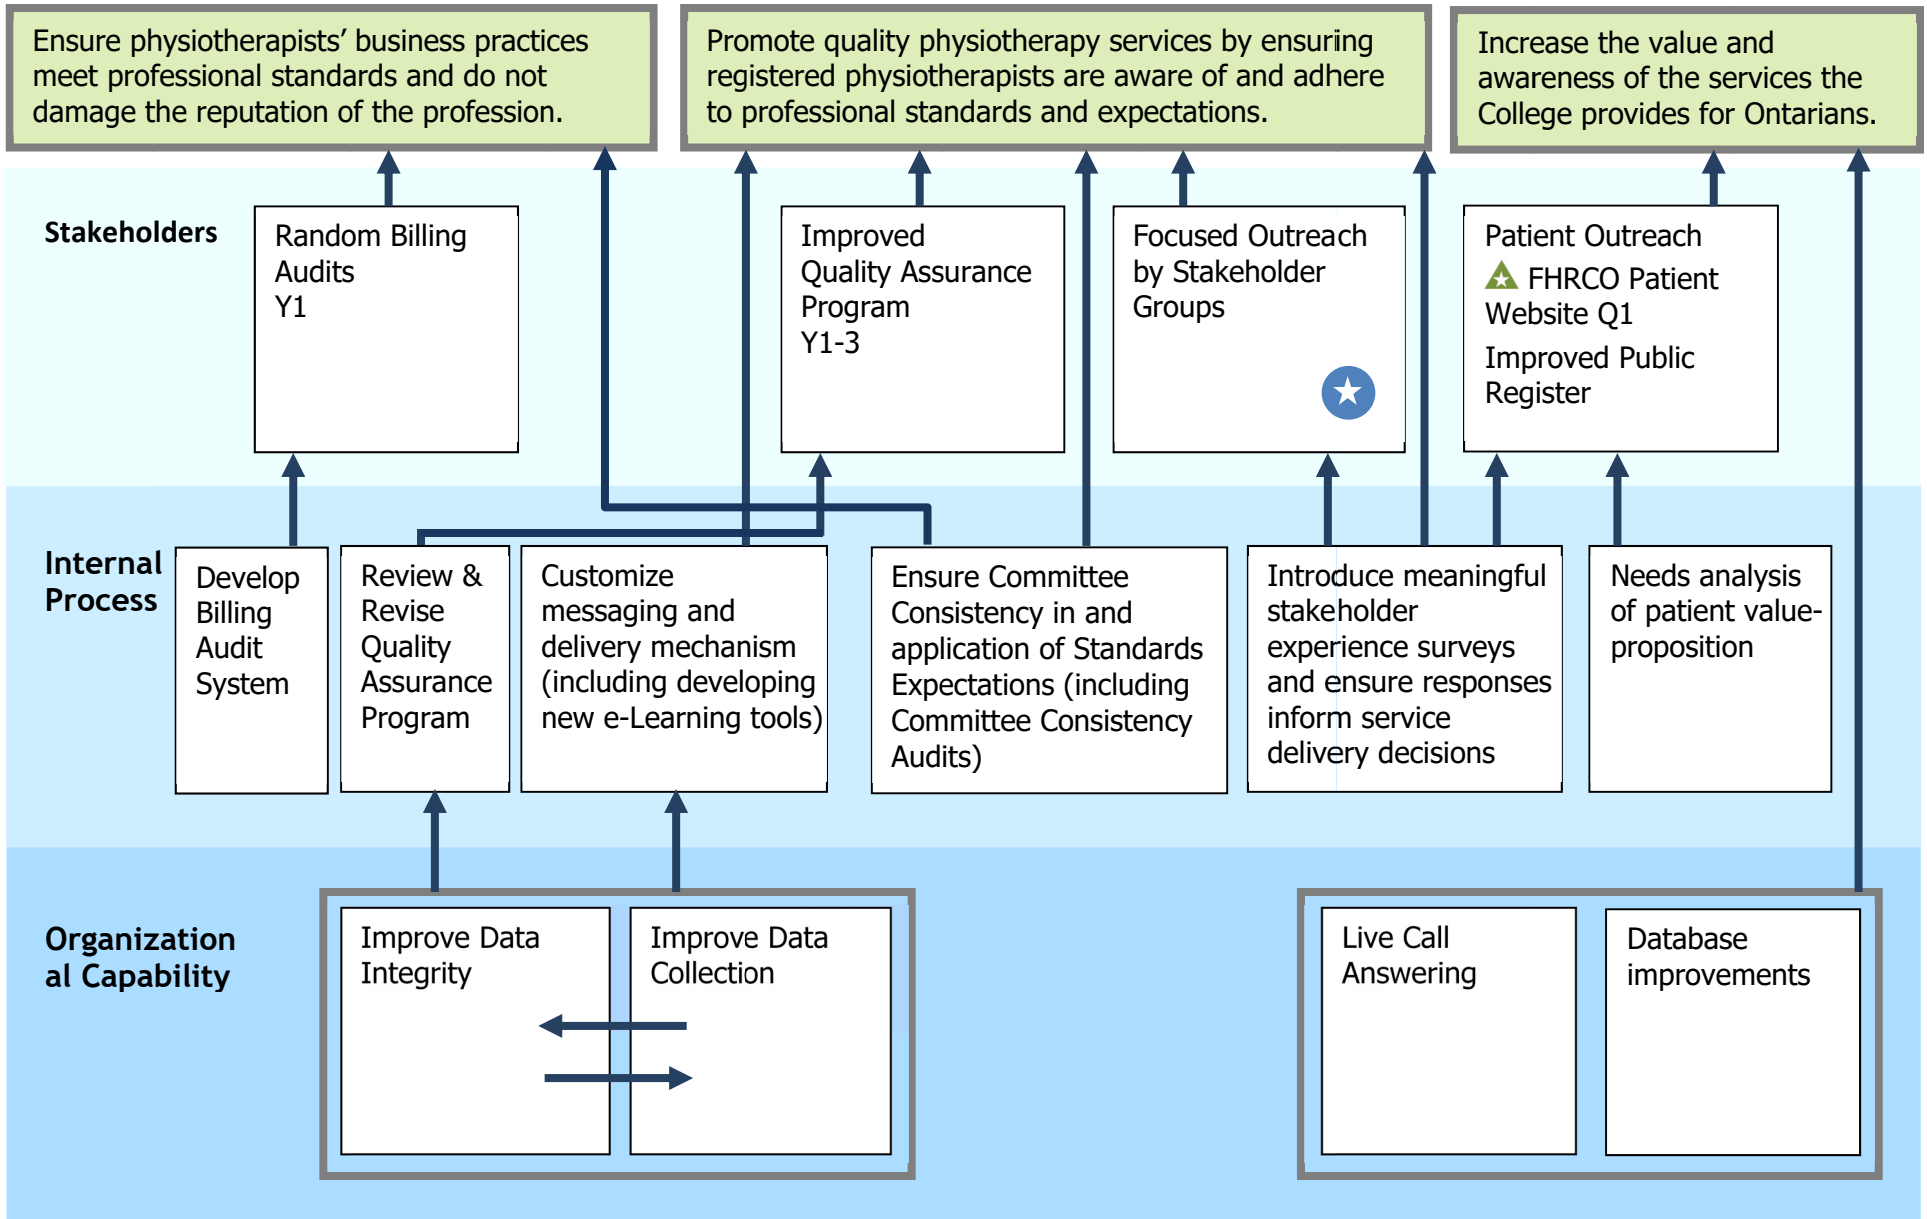 Ensure physiotherapists’ business practices
meet professional standards and do not
damage the reputation of the profession.
Promote quality physiotherapy services by ensuring
registered physiotherapists are aware of and adhere
to professional standards and expectations.
Increase the value and
awareness of the services the
College provides for Ontarians.
Stakeholders
Random Billing
Audits
Y1
Improved
Quality Assurance
Program
Y1-3
Focused Outreach
by Stakeholder
Groups
Patient Outreach
FHRCO Patient
Website Q1
Improved Public
Register
Internal
Process
Develop
Billing
Audit
System
Review &
Revise
Quality
Assurance
Program
Customize
messaging and
delivery mechanism
(including developing
new e-Learning tools)
Ensure Committee
Consistency in and
application of Standards
Expectations (including
Committee Consistency
Audits)
Introduce meaningful
stakeholder
experience surveys
and ensure responses
inform service
delivery decisions
Needs analysis
of patient value-
proposition
Organization
al Capability
Improve Data
Integrity
Improve Data
Collection
Live Call
Answering
Database
improvements